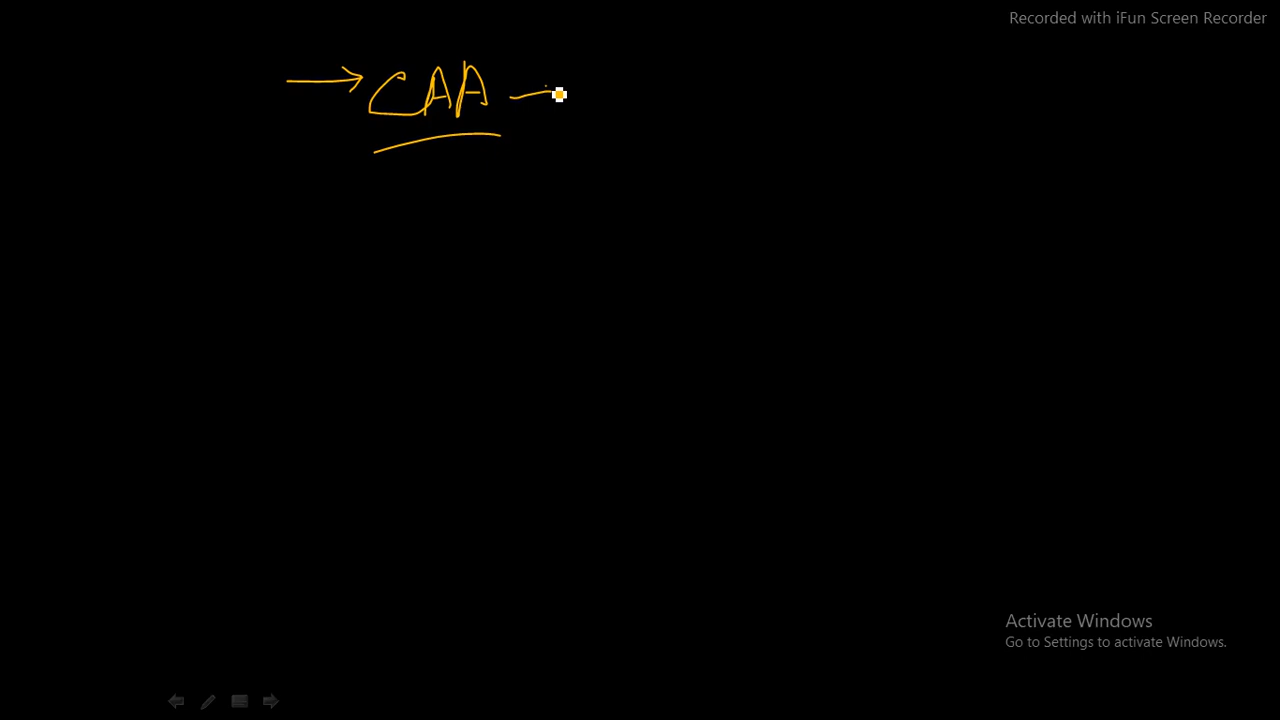 Recorded with iFun Screen Recorder
→ CAA —
Activate Windows
Go to Settings to activate Windows.